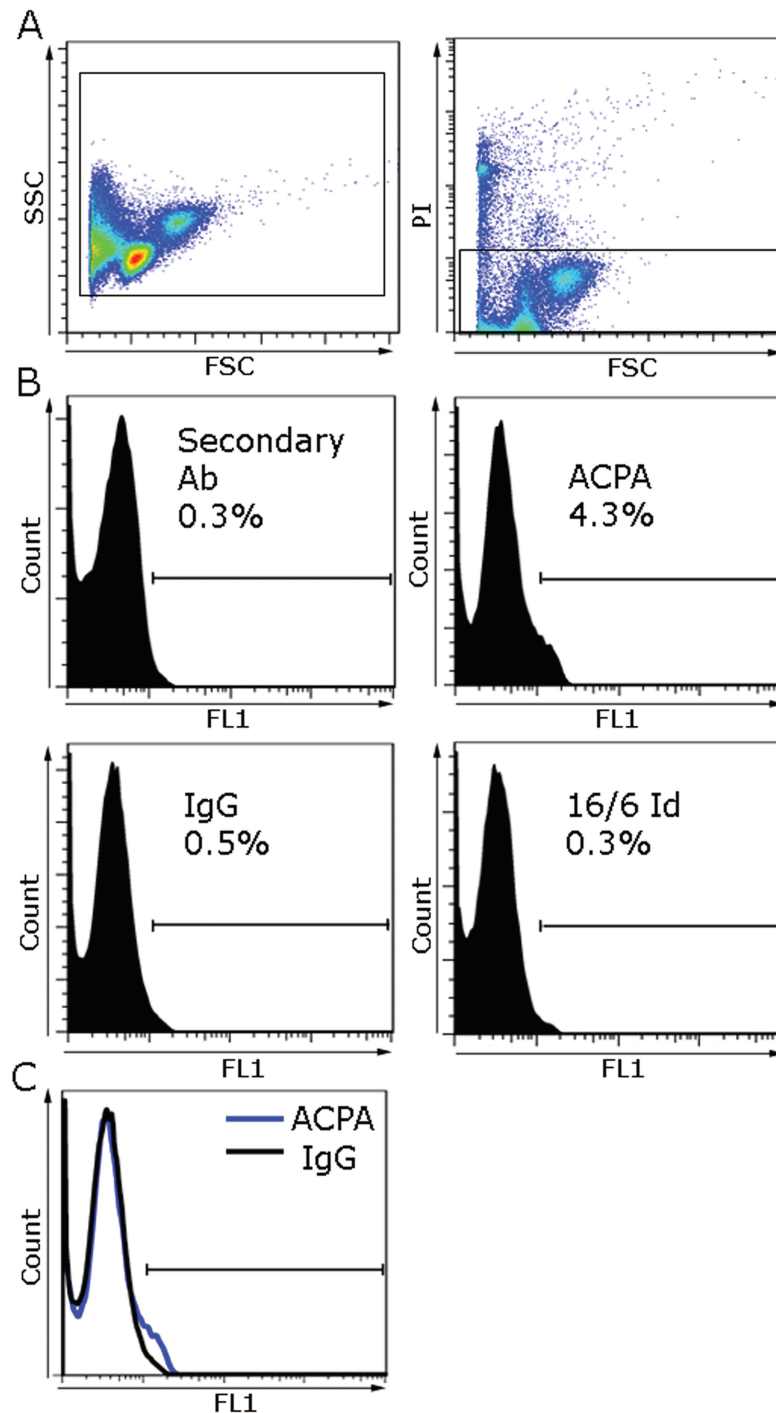 A
SSC
FSC
PI
FSC
B
Count
Secondary
Ab
0.3%
FL1
Count
ACPA
4.3%
FL1
Count
IgG
0.5%
FL1
Count
16/6 Id
0.3%
FL1
C
Count
ACPA
IgG
FL1